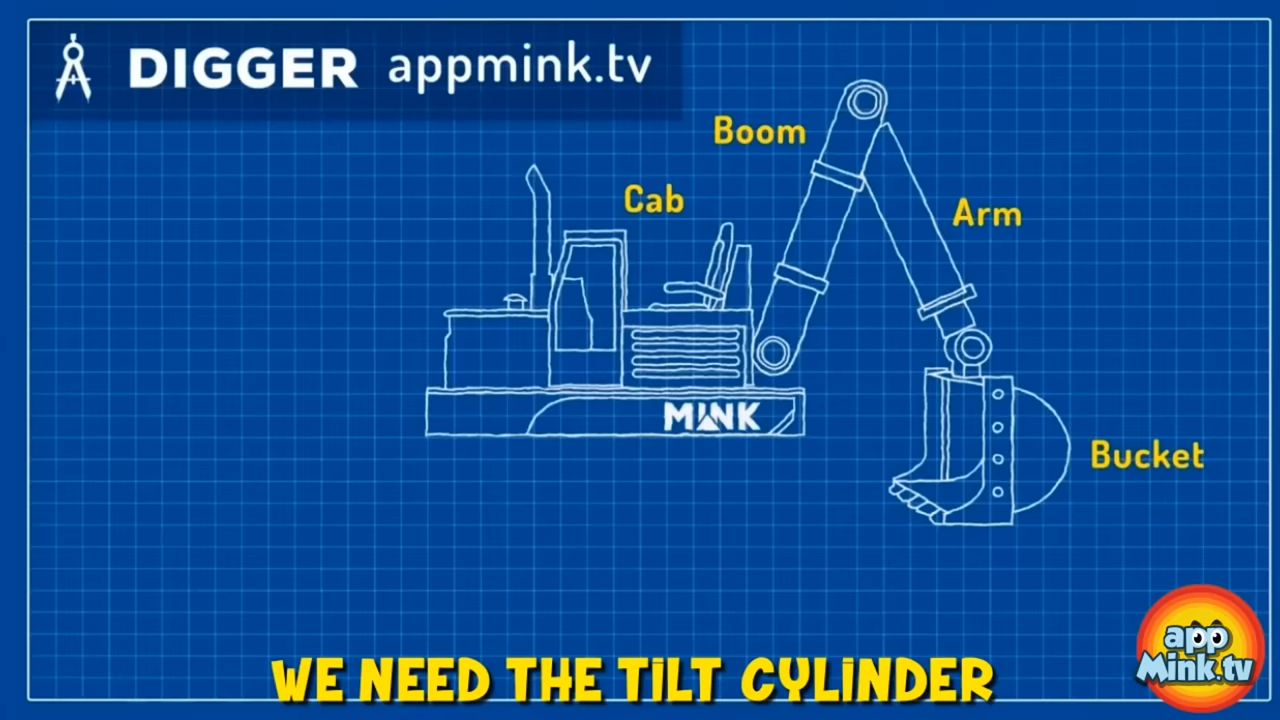 DIGGER appmink.tv
Boom
Cab
Arm
MINK
Bucket
app
Mink.tv
WE NEED THE TILT CYLINDER